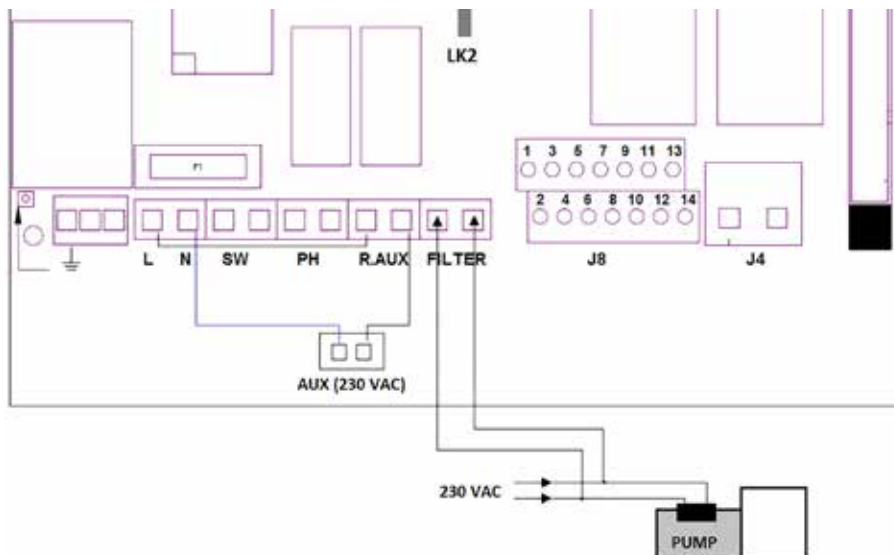 LK2
F1
1 3 5 7 9 11 13
2 4 6 8 10 12 14
L N SW PH R.AUX FILTER J8 J4
AUX (230 VAC)
230 VAC
PUMP